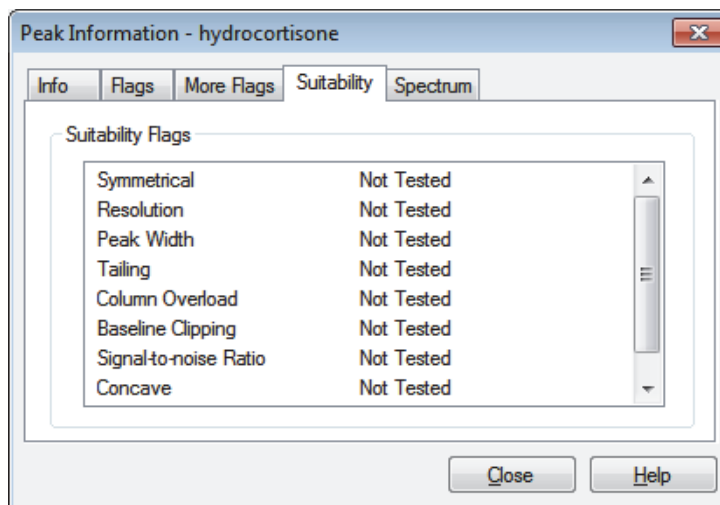 Peak Information - hydrocortisone
Info Flags More Flags Suitability Spectrum
Suitability Flags
Symmetrical Not Tested
Resolution Not Tested
Peak Width Not Tested
Tailing Not Tested
Column Overload Not Tested
Baseline Clipping Not Tested
Signal-to-noise Ratio Not Tested
Concave Not Tested
Close Help